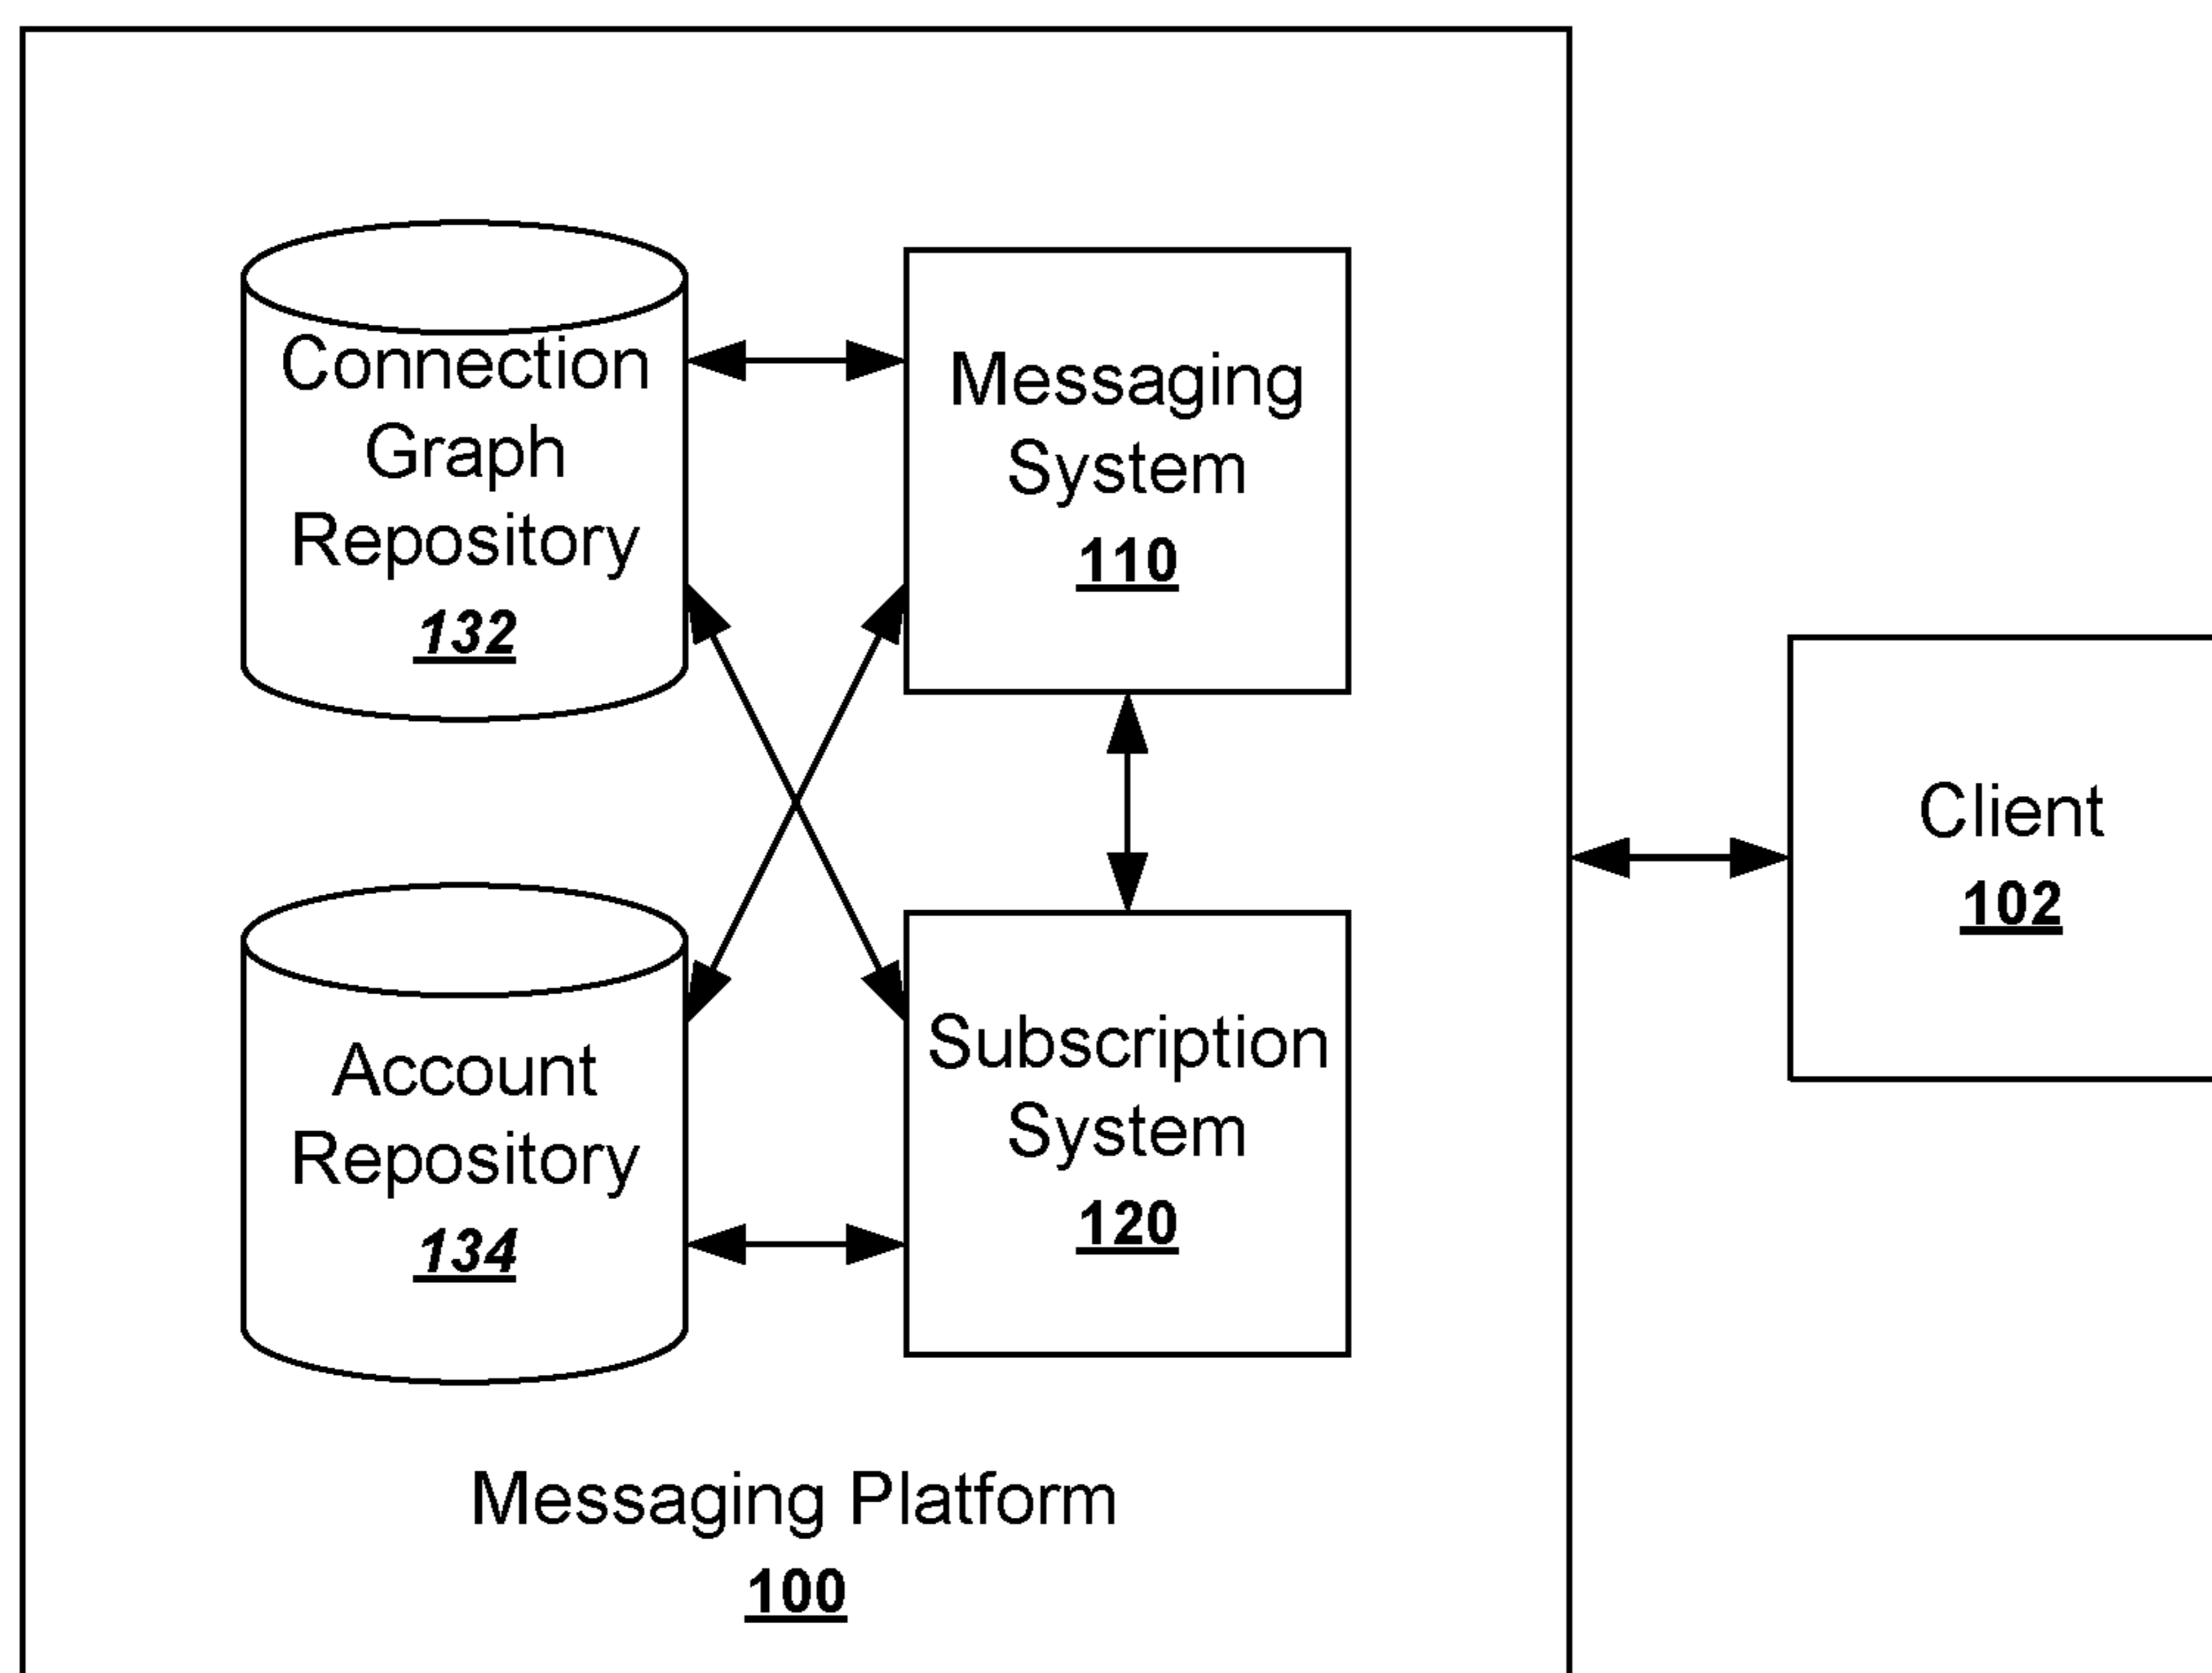 Connection
Graph
Repository
132
Messaging
System
110
Account
Repository
134
Subscription
System
120
Client
102
Messaging Platform
100